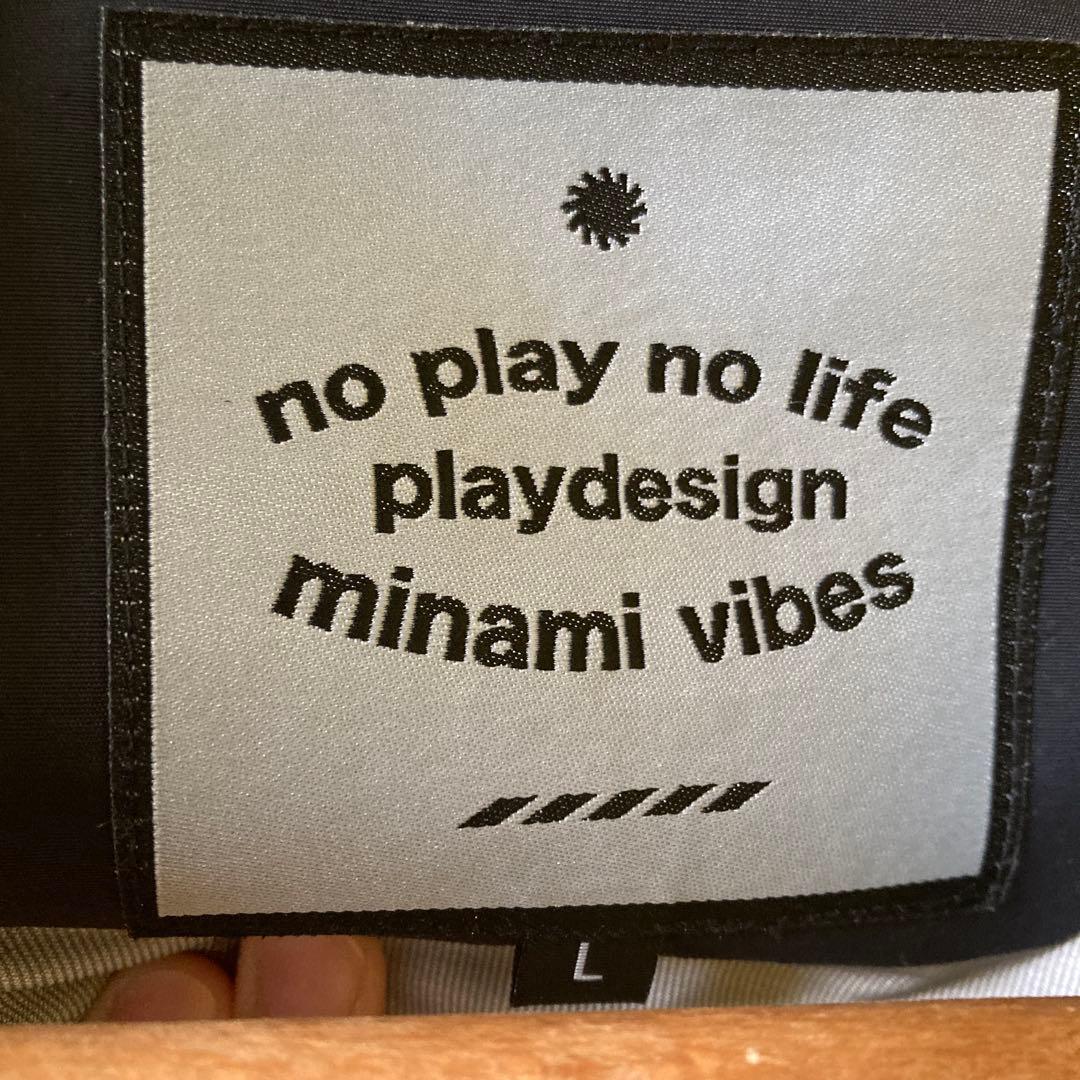 no play no life
playdesign
minami vibes
L